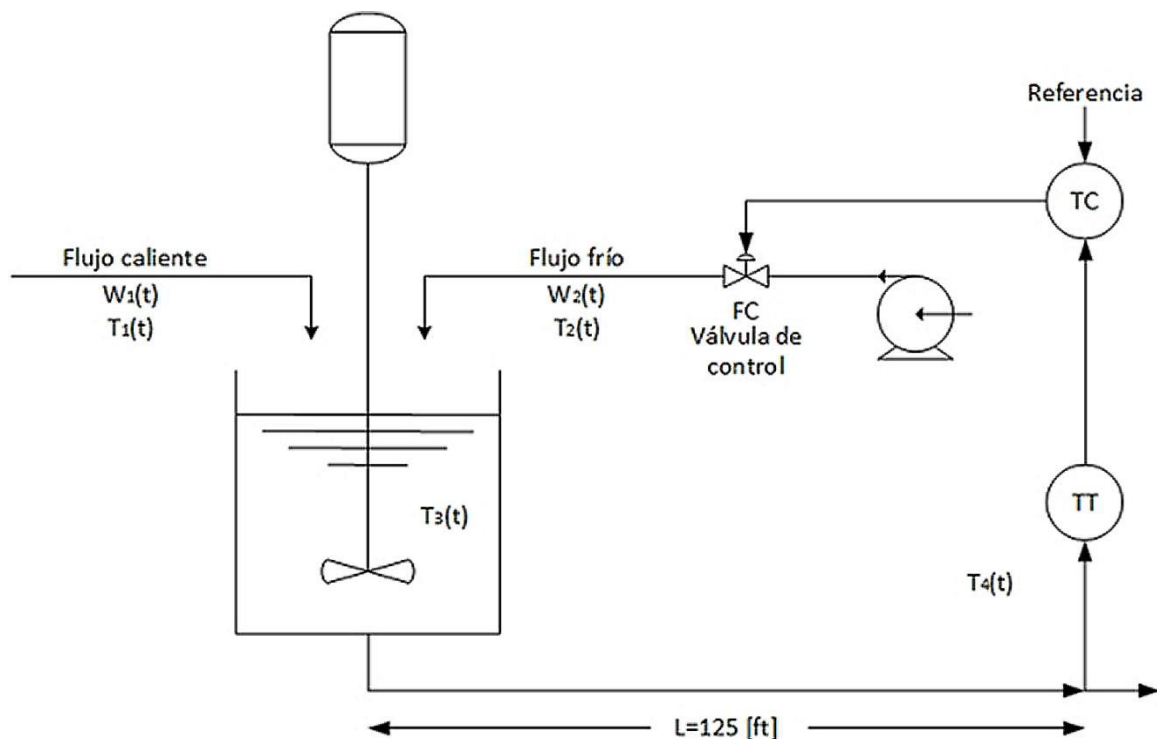 Referencia
TC
Flujo caliente
W1(t)
T1(t)
Flujo frío
W2(t)
T2(t)
FC
Válvula de
control
T3(t)
TT
T4(t)
L=125 [ft]